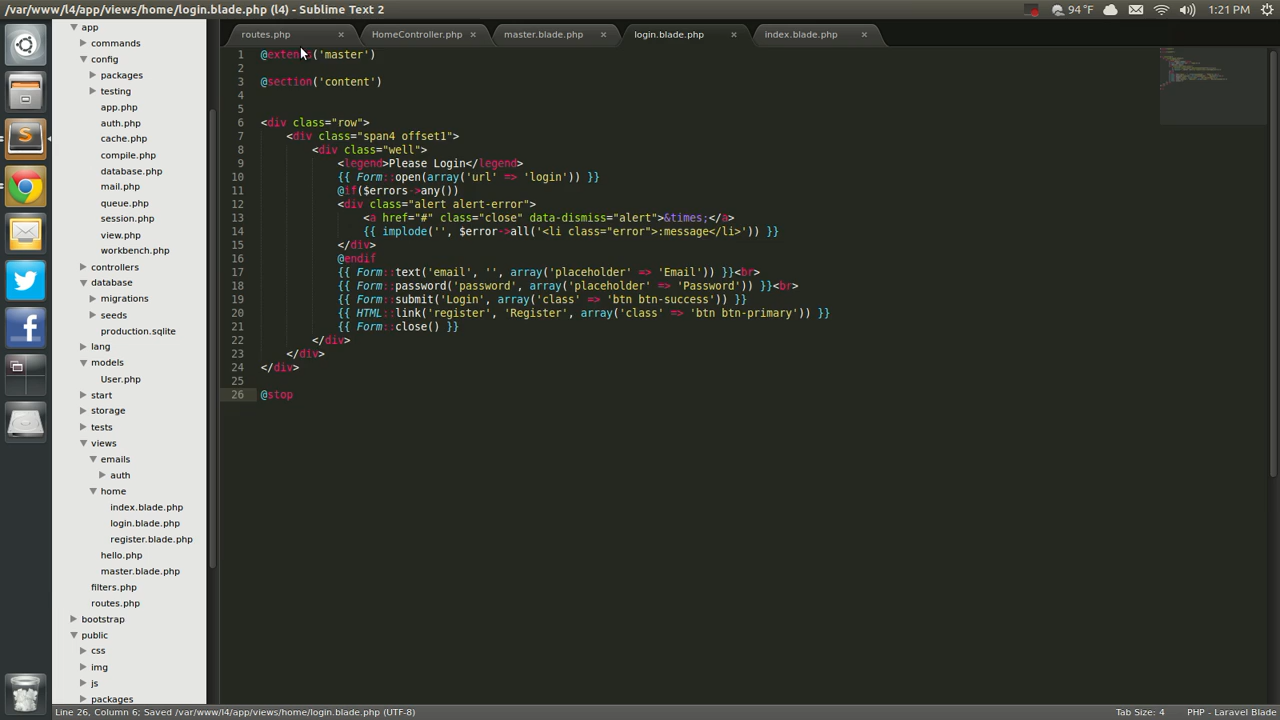 /var/www/l4/app/views/home/login.blade.php (l4) - Sublime Text 2
94 °F
1:21 PM
app
commands
config
packages
testing
app.php
auth.php
cache.php
compile.php
database.php
mail.php
queue.php
session.php
view.php
workbench.php
controllers
database
migrations
seeds
production.sqlite
lang
models
User.php
start
storage
tests
views
emails
auth
home
index.blade.php
login.blade.php
register.blade.php
hello.php
master.blade.php
filters.php
routes.php
bootstrap
public
css
img
js
packages
routes.php
HomeController.php
master.blade.php
login.blade.php
index.blade.php
1 @extends('master')
2
3 @section('content')
4
5
6 <div class="row">
7 <div class="span4 offset1">
8 <div class="well">
9 <legend>Please Login</legend>
10 {{ Form::open(array('url' => 'login')) }}
11 @if($errors->any())
12 <div class="alert alert-error">
13 <a href="#" class="close" data-dismiss="alert">&times;</a>
14 {{ implode('', $error->all('<li class="error">:message</li>')) }}
15 </div>
16 @endif
17 {{ Form::text('email', '', array('placeholder' => 'Email')) }}<br>
18 {{ Form::password('password', array('placeholder' => 'Password')) }}<br>
19 {{ Form::submit('Login', array('class' => 'btn btn-success')) }}
20 {{ HTML::link('register', 'Register', array('class' => 'btn btn-primary')) }}
21 {{ Form::close() }}
22 </div>
23 </div>
24 </div>
25
26 @stop
Line 26, Column 6; Saved /var/www/l4/app/views/home/login.blade.php (UTF-8)
Tab Size: 4
PHP - Laravel Blade